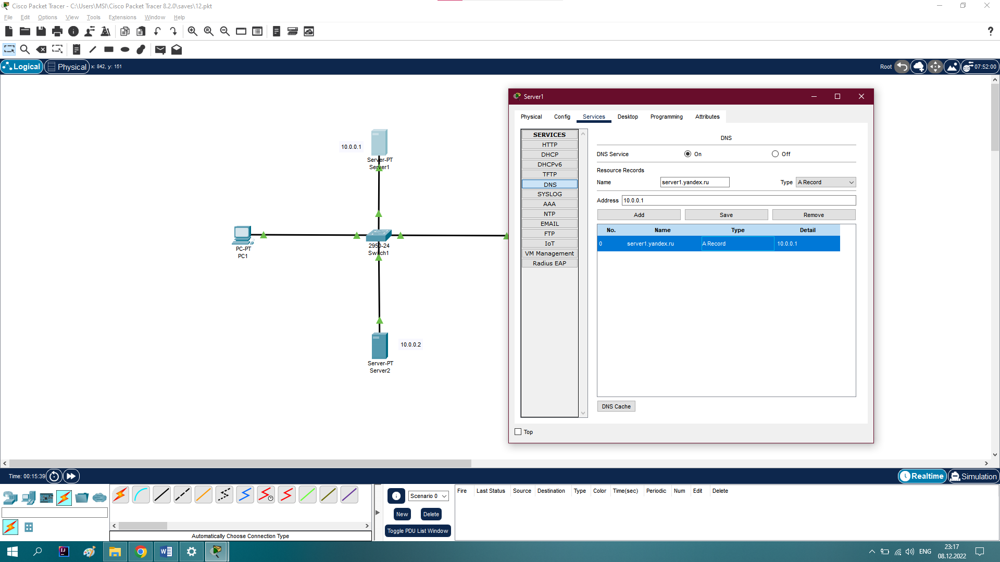 Cisco Packet Tracer - C:\Users\MSI\Cisco Packet Tracer 8.2.0\saves\12.pkt
File Edit Options View Tools Extensions Window Help
Logical Physical x: 842, y: 151
Root 07:52:00
10.0.0.1
Server-PT
Server1
PC-PT
PC1
2950-24
Switch1
10.0.0.2
Server-PT
Server2
Server1
Physical Config Services Desktop Programming Attributes
SERVICES
HTTP
DHCP
DHCPv6
TFTP
DNS
SYSLOG
AAA
NTP
EMAIL
FTP
IoT
VM Management
Radius EAP
DNS
DNS Service On Off
Resource Records
Name server1.yandex.ru Type A Record
Address 10.0.0.1
Add Save Remove
No. Name Type Detail
0 server1.yandex.ru A Record 10.0.0.1
DNS Cache
Top
Time: 00:15:39
Realtime Simulation
Automatically Choose Connection Type
Scenario 0
New Delete
Toggle PDU List Window
Fire Last Status Source Destination Type Color Time(sec) Periodic Num Edit Delete
ENG
23:17
08.12.2022